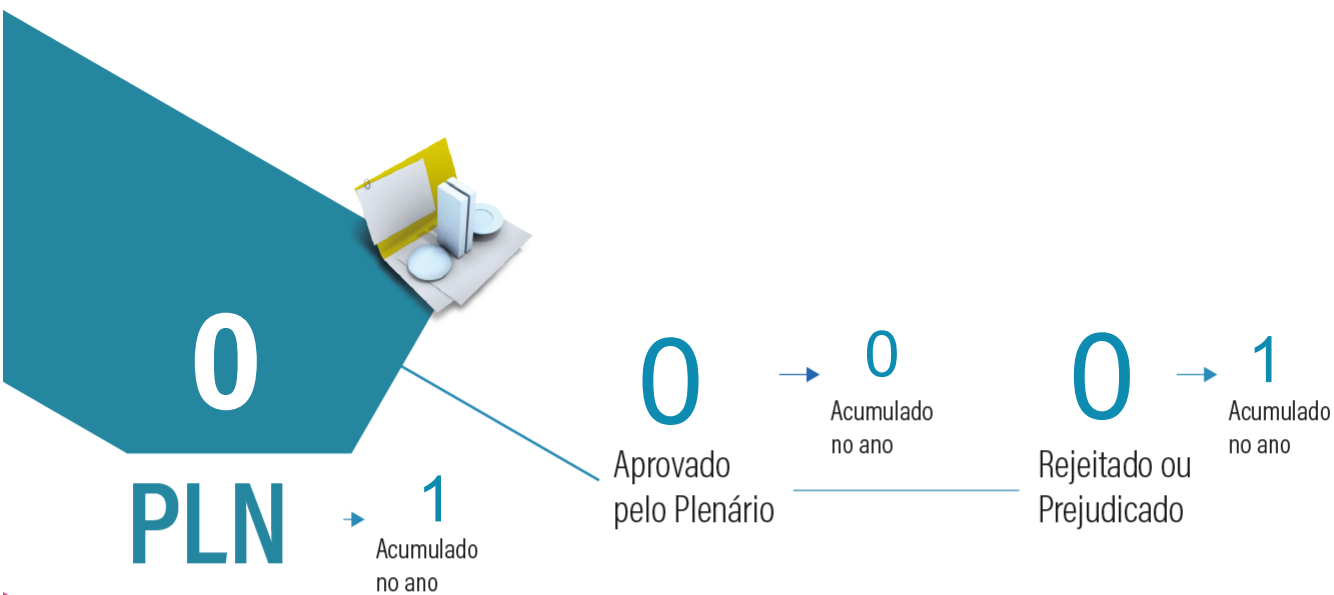 0
PLN
1
Acumulado
no ano
0
Aprovado
pelo Plenário
0
Acumulado
no ano
0
Rejeitado ou
Prejudicado
1
Acumulado
no ano